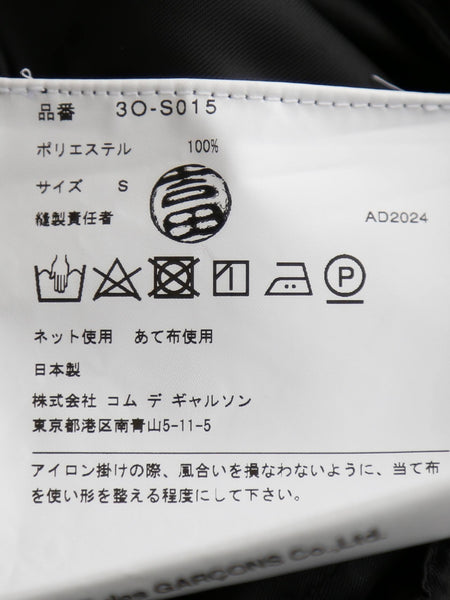 品番 3O-S015
ポリエステル 100%
サイズ S
縫製責任者
AD2024
P
ネット使用 あて布使用
日本製
株式会社 コム デ ギャルソン
東京都港区南青山5-11-5
アイロン掛けの際、風合いを損なわないように、当て布
を使い形を整える程度にして下さい。
des GARÇONS Co.,Ltd.